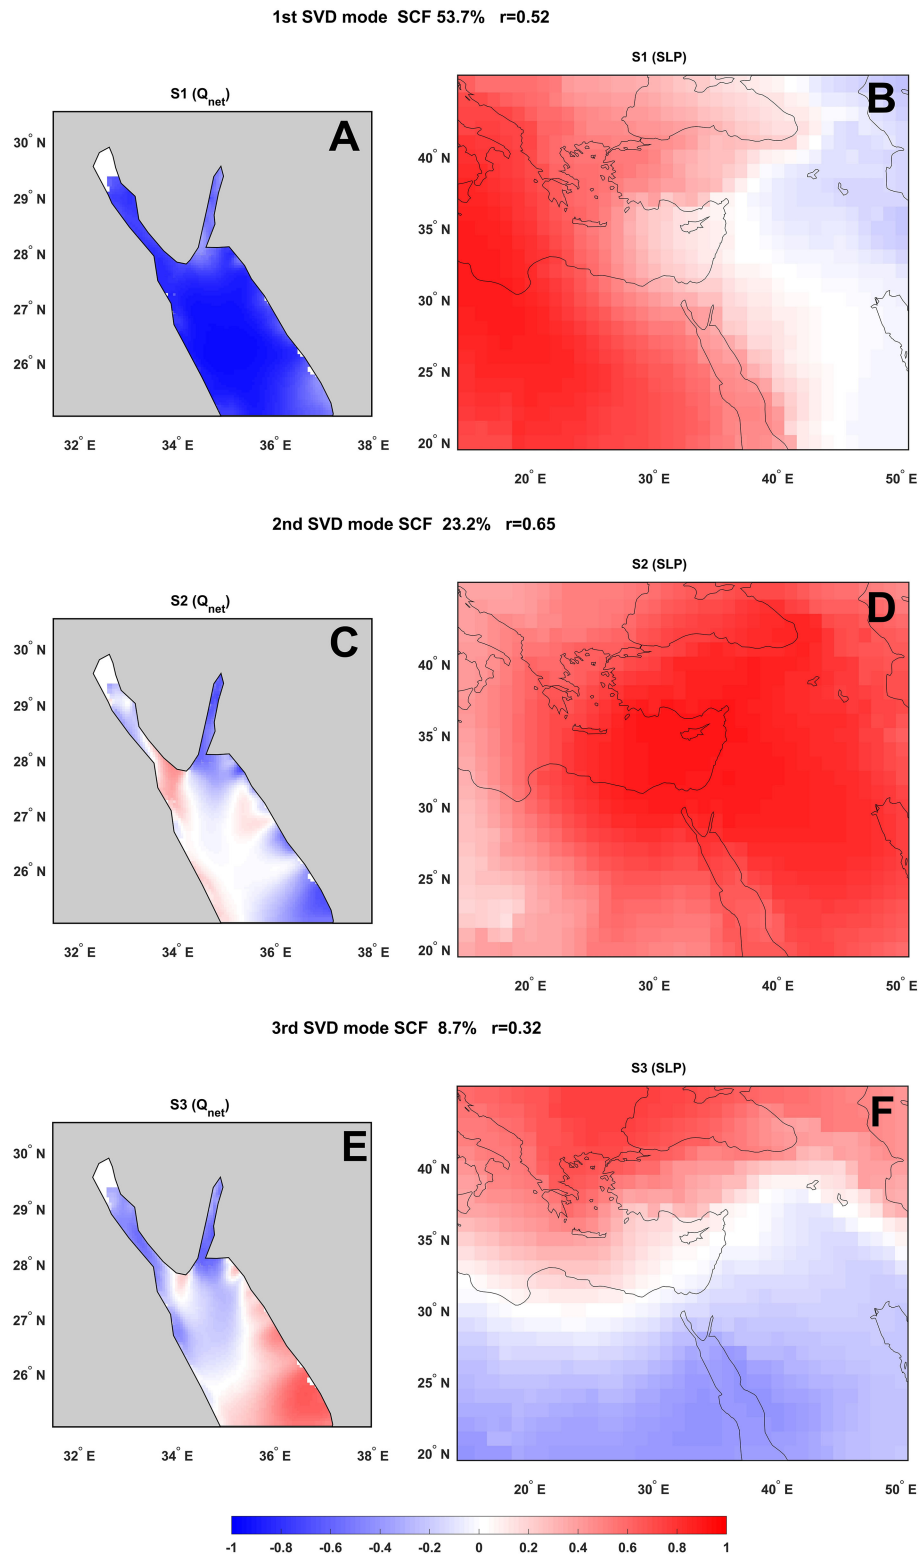 1st SVD mode  SCF 53.7%   r=0.52
S1 (Qnet)
A
30° N
29° N
28° N
27° N
26° N
32° E
34° E
36° E
38° E
S1 (SLP)
B
40° N
35° N
30° N
25° N
20° N
20° E
30° E
40° E
50° E
2nd SVD mode SCF  23.2%   r=0.65
S2 (Qnet)
C
30° N
29° N
28° N
27° N
26° N
32° E
34° E
36° E
38° E
S2 (SLP)
D
40° N
35° N
30° N
25° N
20° N
20° E
30° E
40° E
50° E
3rd SVD mode SCF  8.7%   r=0.32
S3 (Qnet)
E
30° N
29° N
28° N
27° N
26° N
32° E
34° E
36° E
38° E
S3 (SLP)
F
40° N
35° N
30° N
25° N
20° N
20° E
30° E
40° E
50° E
-1 -0.8 -0.6 -0.4 -0.2 0 0.2 0.4 0.6 0.8 1